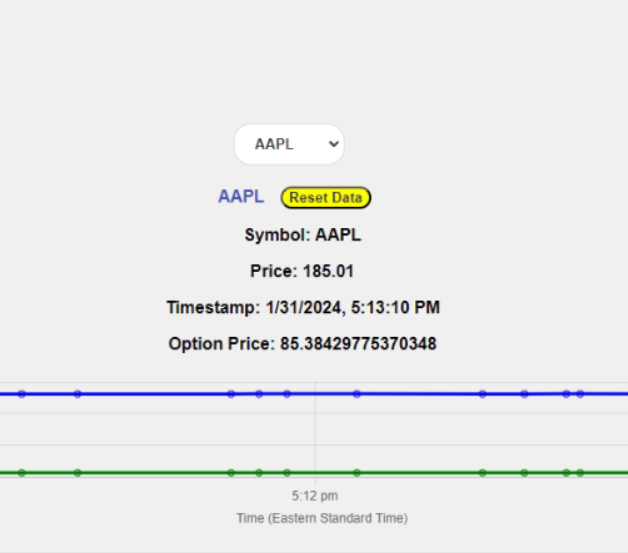 AAPL
AAPL Reset Data
Symbol: AAPL
Price: 185.01
Timestamp: 1/31/2024, 5:13:10 PM
Option Price: 85.38429775370348
5:12 pm
Time (Eastern Standard Time)